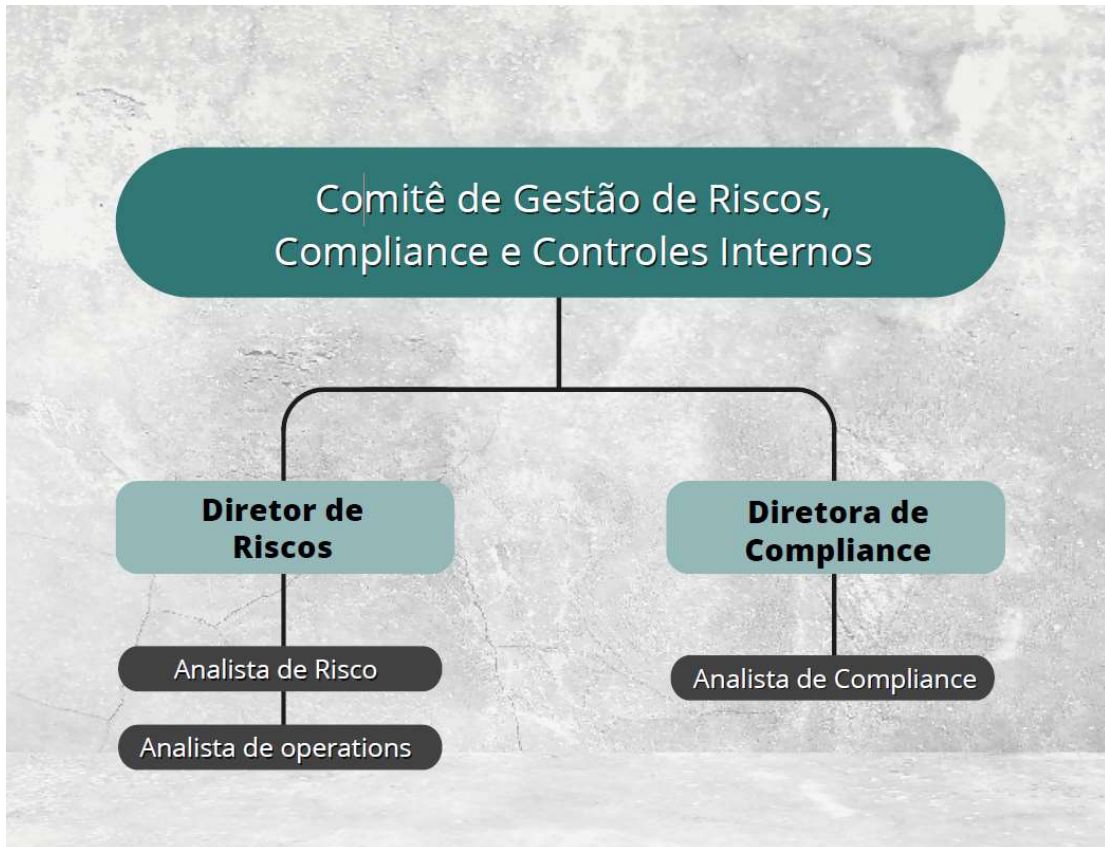 Comitê de Gestão de Riscos,
Compliance e Controles Internos
Diretor de
Riscos
Diretora de
Compliance
Analista de Risco
Analista de Compliance
Analista de operations